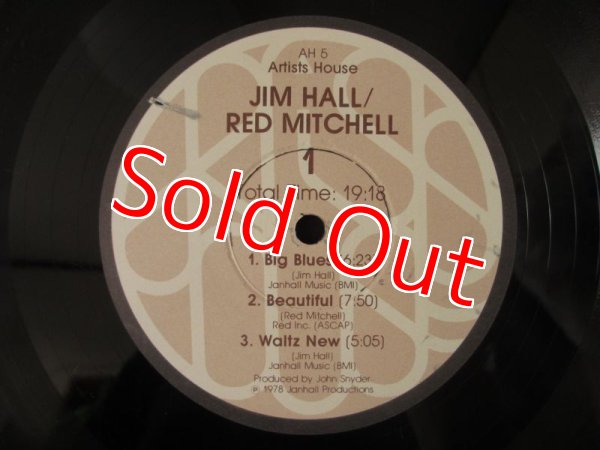 AH 5
Artists House
JIM HALL/
RED MITCHELL
1
Total Time: 19:18
Sold Out
1. Big Blues (6:23)
(Jim Hall)
Janhall Music (BMI)
2. Beautiful (7:50)
(Red Mitchell)
Red Inc. (ASCAP)
3. Waltz New (5:05)
(Jim Hall)
Janhall Music (BMI)
Produced by John Snyder
℗ 1978 Janhall Productions